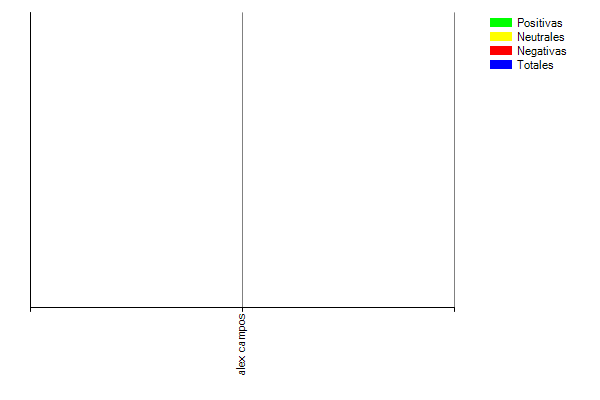 Positivas
Neutrales
Negativas
Totales
alex campos